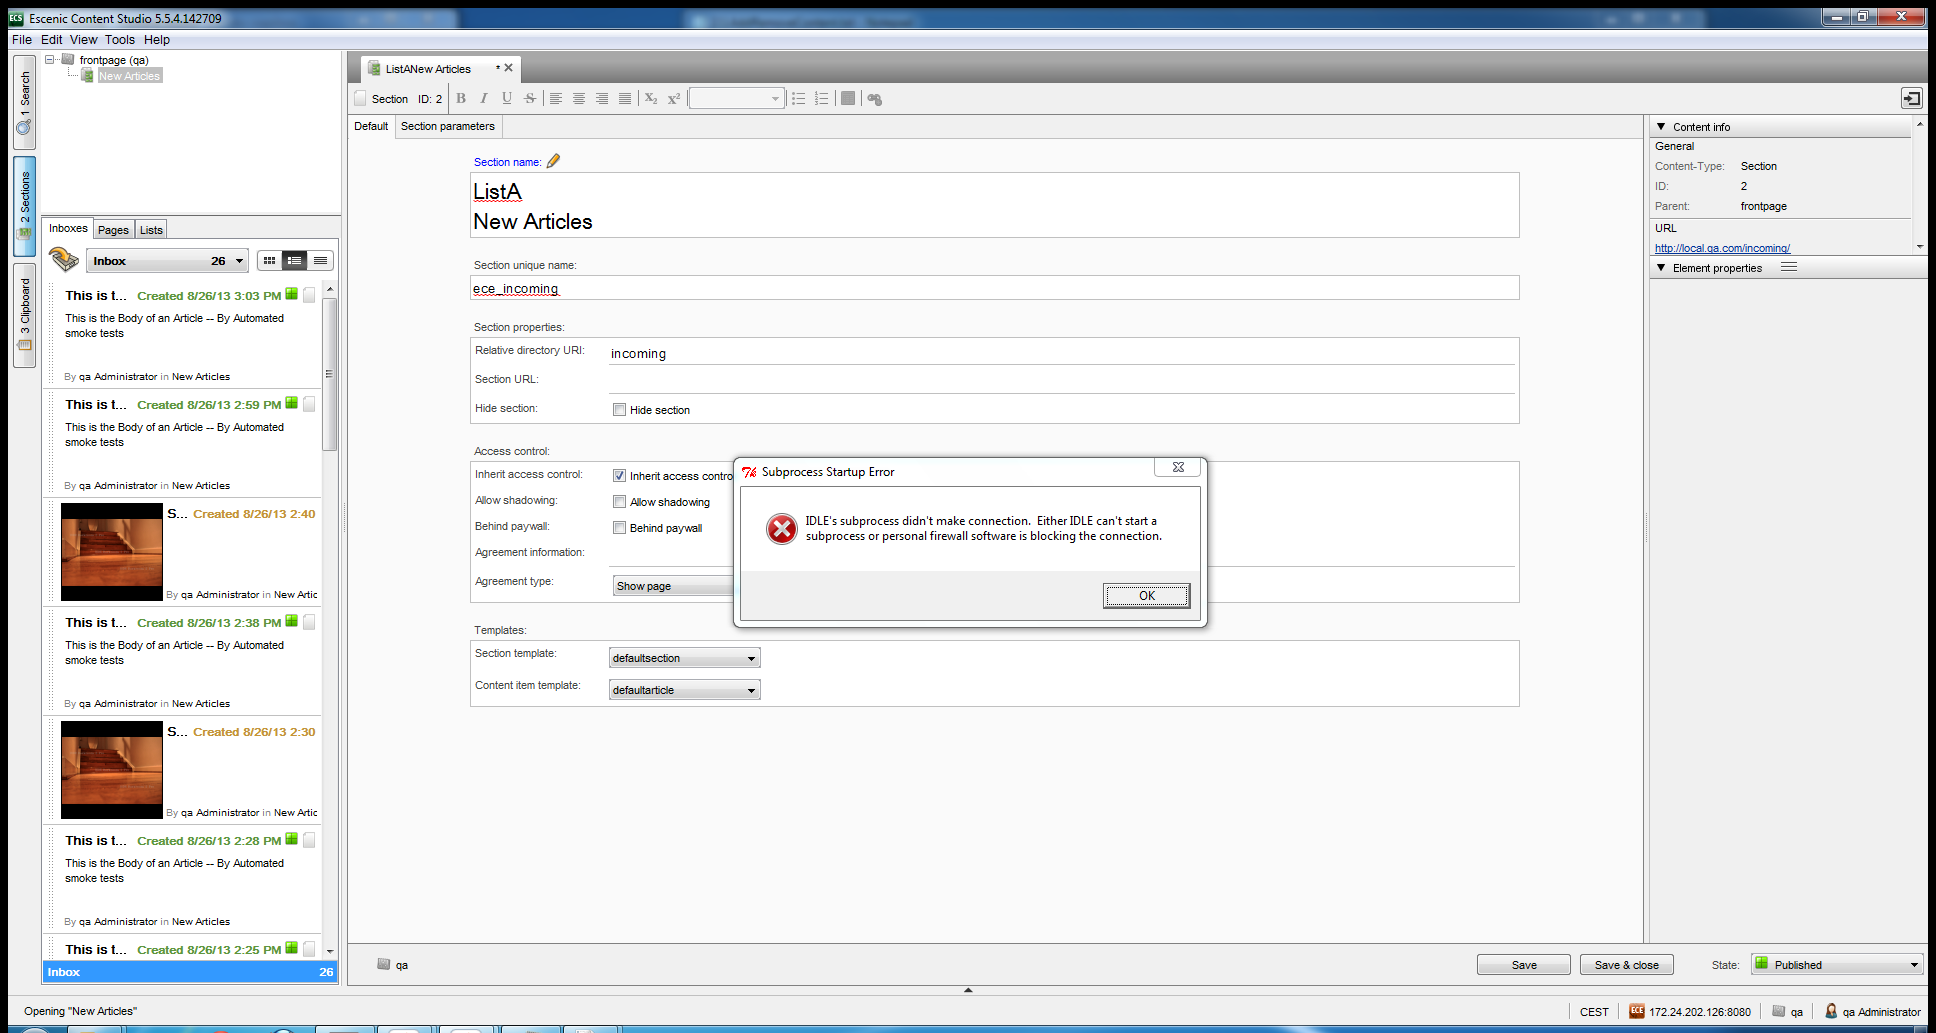 Escenic Content Studio 5.5.4.142709
File Edit View Tools Help
1 Search
2 Sections
3 Clipboard
frontpage (qa)
New Articles
Inboxes Pages Lists
Inbox 26
This is t... Created 8/26/13 3:03 PM
This is the Body of an Article -- By Automated
smoke tests
By qa Administrator in New Articles
This is t... Created 8/26/13 2:59 PM
This is the Body of an Article -- By Automated
smoke tests
By qa Administrator in New Articles
S... Created 8/26/13 2:40
By qa Administrator in New Artic
This is t... Created 8/26/13 2:38 PM
This is the Body of an Article -- By Automated
smoke tests
By qa Administrator in New Articles
S... Created 8/26/13 2:30
By qa Administrator in New Artic
This is t... Created 8/26/13 2:28 PM
This is the Body of an Article -- By Automated
smoke tests
By qa Administrator in New Articles
This is t... Created 8/26/13 2:25 PM
Inbox 26
ListANew Articles *
Section ID: 2 B I U S X2 X2
Default Section parameters
Section name:
ListA
New Articles
Section unique name:
ece_incoming
Section properties:
Relative directory URI: incoming
Section URL:
Hide section: Hide section
Access control:
Inherit access control: Inherit access contro
Allow shadowing: Allow shadowing
Behind paywall: Behind paywall
Agreement information:
Agreement type: Show page
Templates:
Section template: defaultsection
Content item template: defaultarticle
Subprocess Startup Error
IDLE's subprocess didn't make connection. Either IDLE can't start a
subprocess or personal firewall software is blocking the connection.
OK
Content info
General
Content-Type: Section
ID: 2
Parent: frontpage
URL
http://local.qa.com/incoming/
Element properties
qa
Save Save & close State: Published
Opening "New Articles"
CEST ECE 172.24.202.126:8080 qa qa Administrator